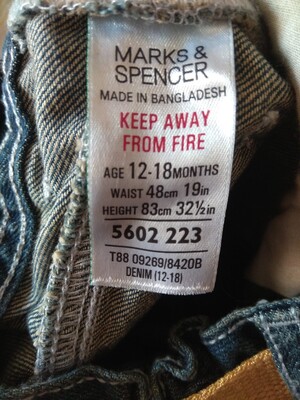 MARKS &
SPENCER
MADE IN BANGLADESH
KEEP AWAY
FROM FIRE
AGE 12-18MONTHS
WAIST 48cm 19in
HEIGHT 83cm 32½in
5602 223
T88 09269/8420B
DENIM (12-18)